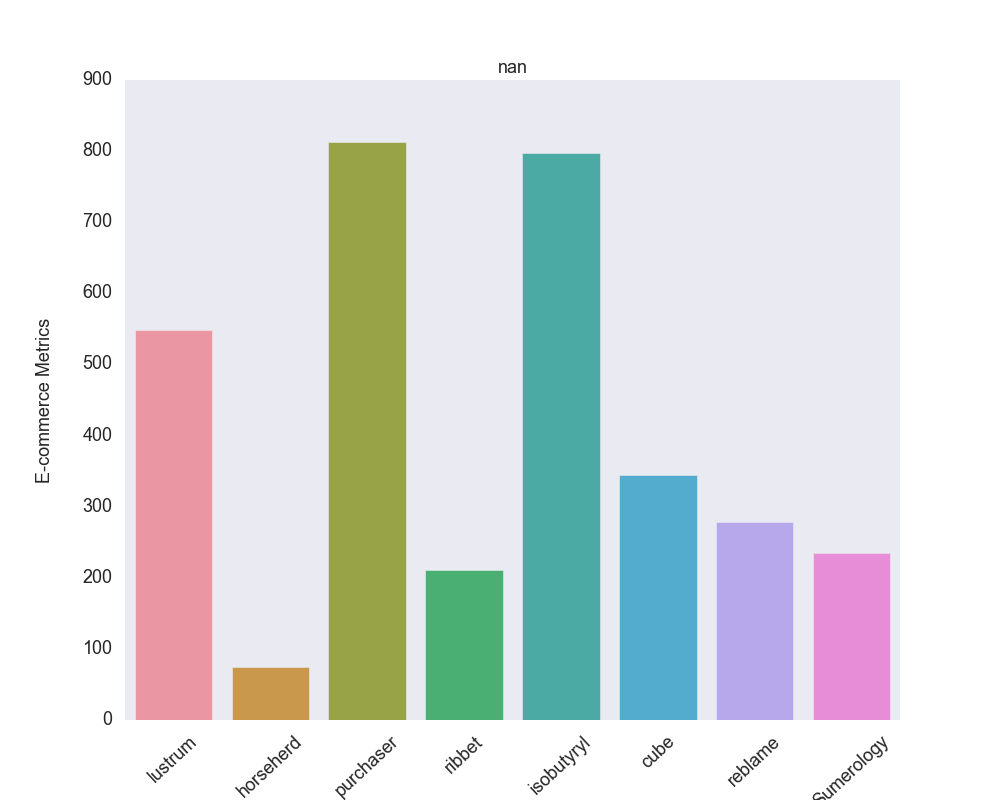 nan
900
800
700
600
500
400
300
200
100
0
E-commerce Metrics
lustrum
horseherd
purchaser
ribbet
isobutyryl
cube
reblame
Sumerology